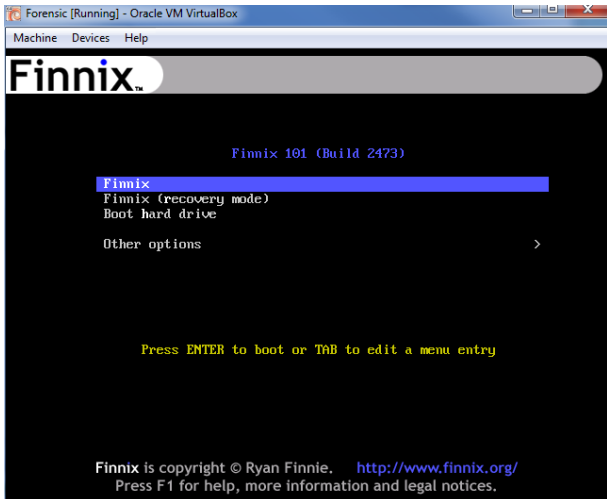 Forensic [Running] - Oracle VM VirtualBox
Machine Devices Help
Finnix™
Finnix 101 (Build 2473)
Finnix
Finnix (recovery mode)
Boot hard drive
Other options >
Press ENTER to boot or TAB to edit a menu entry
Finnix is copyright © Ryan Finnie. http://www.finnix.org/
Press F1 for help, more information and legal notices.